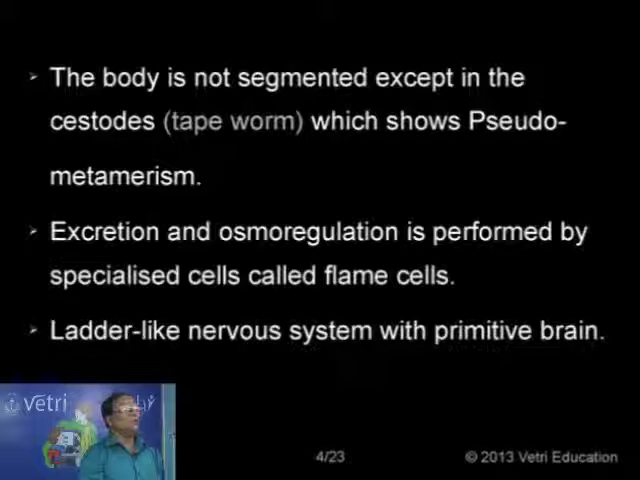 The body is not segmented except in the
cestodes (tape worm) which shows Pseudo-
metamerism.
Excretion and osmoregulation is performed by
specialised cells called flame cells.
Ladder-like nervous system with primitive brain.
vetri
4/23
© 2013 Vetri Education